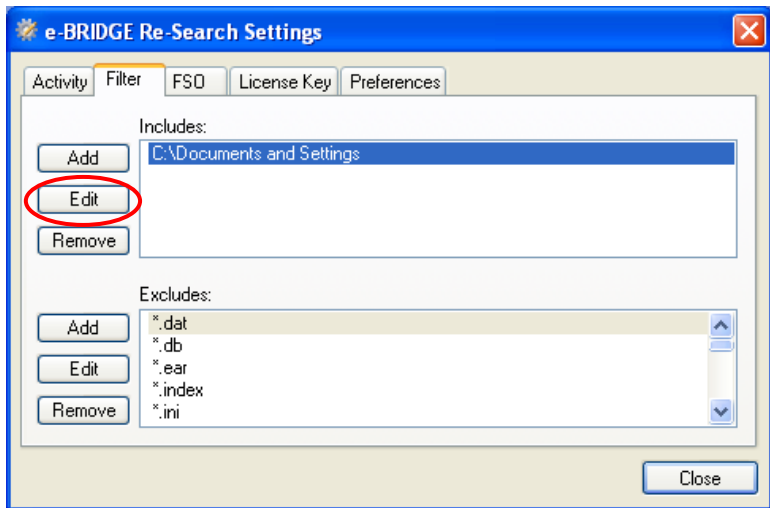 e-BRIDGE Re-Search Settings
Activity Filter FSO License Key Preferences
Includes:
Add
C:\Documents and Settings
Edit
Remove
Excludes:
Add
*.dat
*.db
Edit
*.ear
*.index
Remove
*.ini
Close